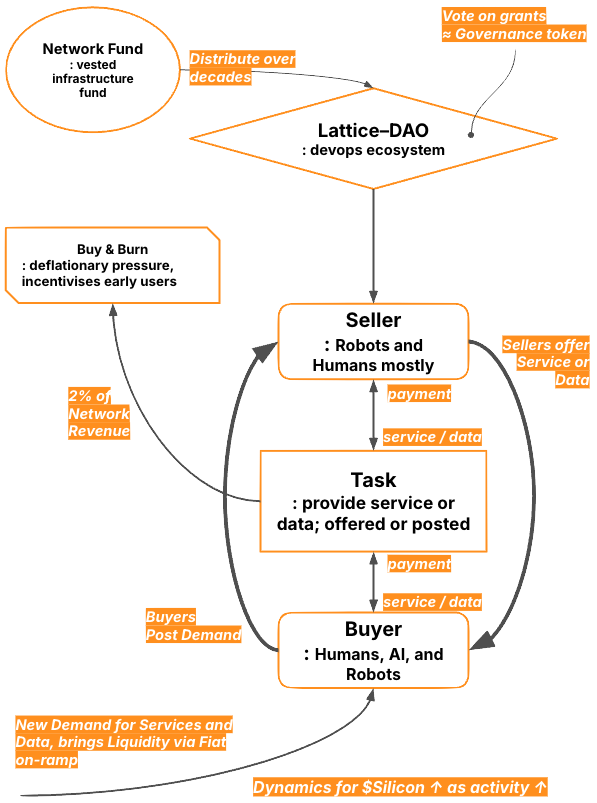 Network Fund
: vested
infrastructure
fund
Distribute over
decades
Vote on grants
≈ Governance token
Lattice–DAO
: devops ecosystem
Buy & Burn
: deflationary pressure,
incentivises early users
Seller
: Robots and
Humans mostly
Sellers offer
Service or
Data
payment
service / data
2% of
Network
Revenue
Task
: provide service or
data; offered or posted
payment
service / data
Buyers
Post Demand
Buyer
: Humans, AI, and
Robots
New Demand for Services and
Data, brings Liquidity via Fiat
on-ramp
Dynamics for $Silicon ↑ as activity ↑